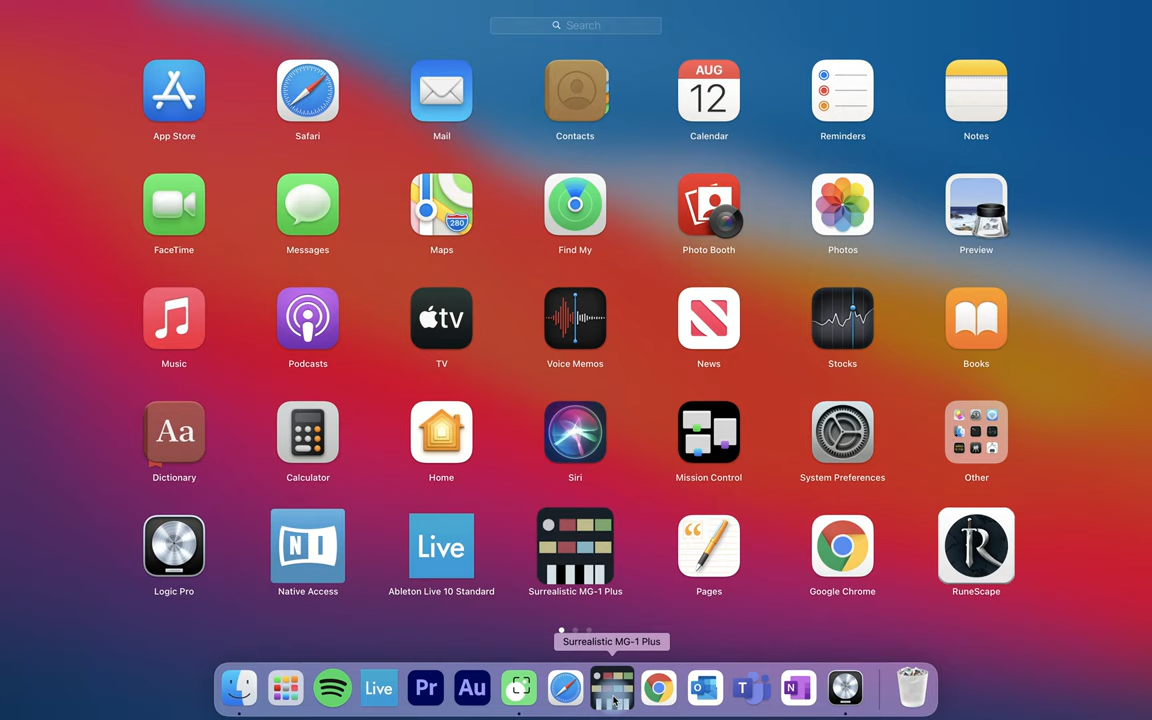 Search
App Store
Safari
Mail
Contacts
AUG
12
Calendar
Reminders
Notes
FaceTime
Messages
280
Maps
Find My
Photo Booth
Photos
Preview
Music
Podcasts
tv
TV
Voice Memos
News
Stocks
Books
Aa
Dictionary
Calculator
Home
Siri
Mission Control
System Preferences
Other
Logic Pro
NI
Native Access
Live
Ableton Live 10 Standard
Surrealistic MG-1 Plus
“
Pages
Google Chrome
R
RuneScape
Surrealistic MG-1 Plus
Live
Pr
Au
O
T
N